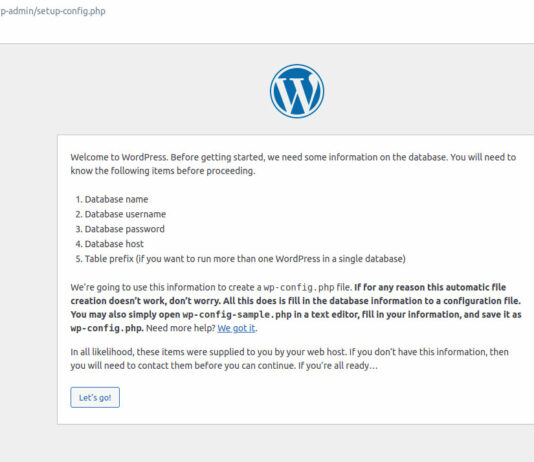 p-admin/setup-config.php
Welcome to WordPress. Before getting started, we need some information on the database. You will need to
know the following items before proceeding.
1. Database name
2. Database username
3. Database password
4. Database host
5. Table prefix (if you want to run more than one WordPress in a single database)
We're going to use this information to create a wp-config.php file. If for any reason this automatic file
creation doesn't work, don't worry. All this does is fill in the database information to a configuration file.
You may also simply open wp-config-sample.php in a text editor, fill in your information, and save it as
wp-config.php. Need more help? We got it.
In all likelihood, these items were supplied to you by your web host. If you don't have this information, then
you will need to contact them before you can continue. If you're all ready…
Let's go!